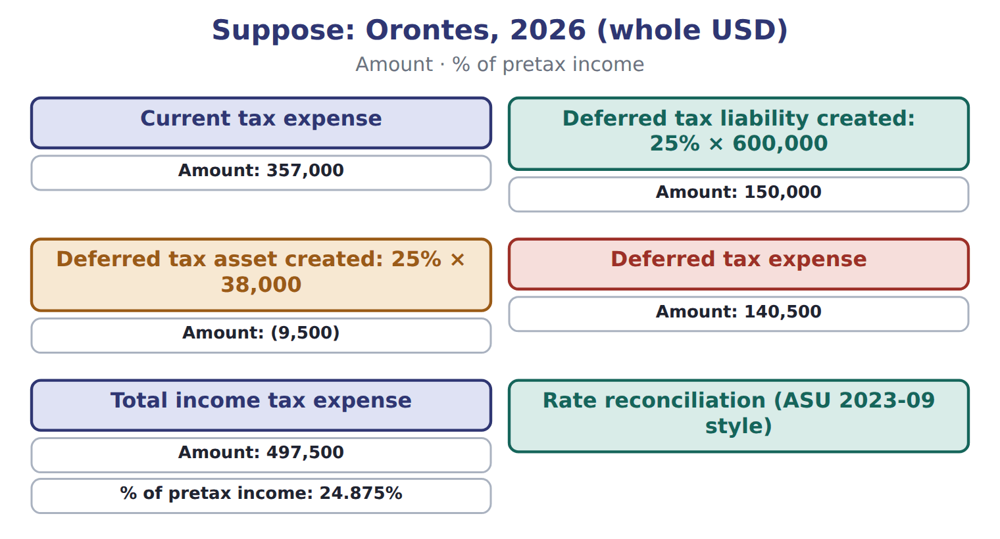 Suppose: Orontes, 2026 (whole USD)
Amount · % of pretax income
Current tax expense
Amount: 357,000
Deferred tax liability created:
25% × 600,000
Amount: 150,000
Deferred tax asset created: 25% ×
38,000
Amount: (9,500)
Deferred tax expense
Amount: 140,500
Total income tax expense
Amount: 497,500
% of pretax income: 24.875%
Rate reconciliation (ASU 2023-09
style)